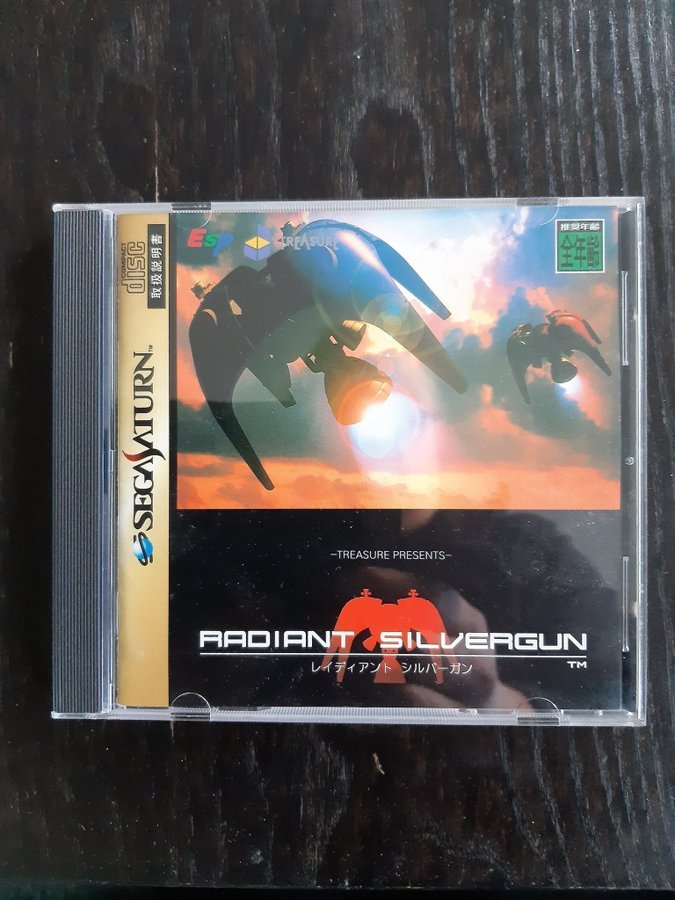 COMPACT
disc
取扱説明書
SEGA SATURN™
ESP
TREASURE
推奨年齢
全年齢
–TREASURE PRESENTS–
RADIANT SILVERGUN
TM
レイディアント シルバーガン